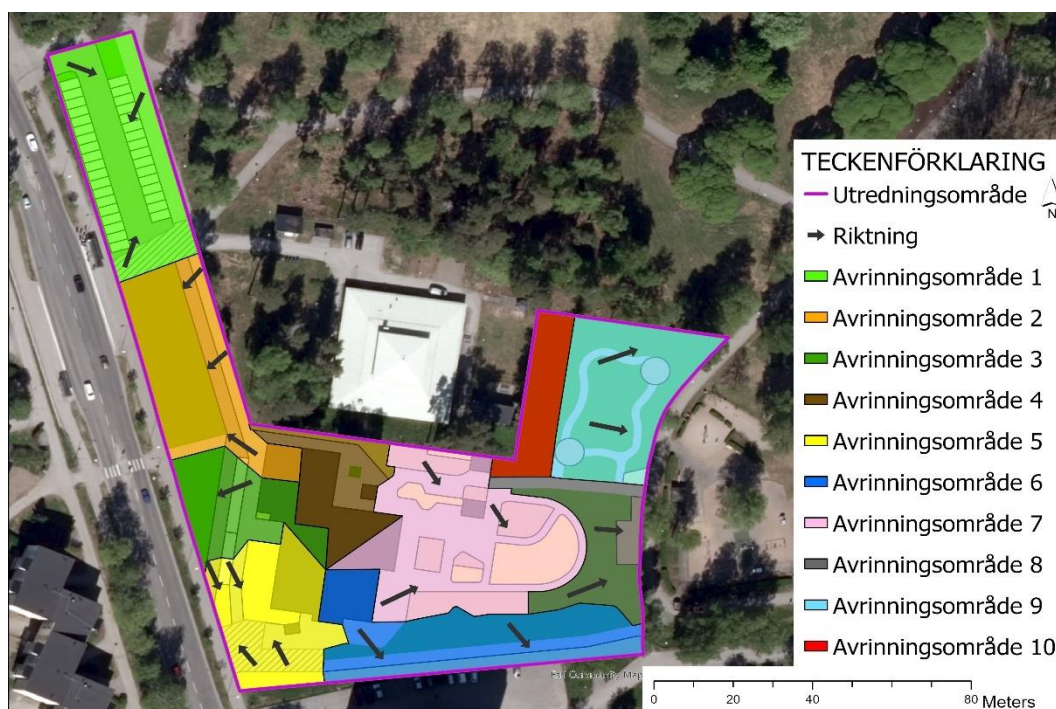 TECKENFÖRKLARING
Utredningsområde
N
Riktning
Avrinningsområde 1
Avrinningsområde 2
Avrinningsområde 3
Avrinningsområde 4
Avrinningsområde 5
Avrinningsområde 6
Avrinningsområde 7
Avrinningsområde 8
Avrinningsområde 9
Avrinningsområde 10
0 20 40 80
Meters